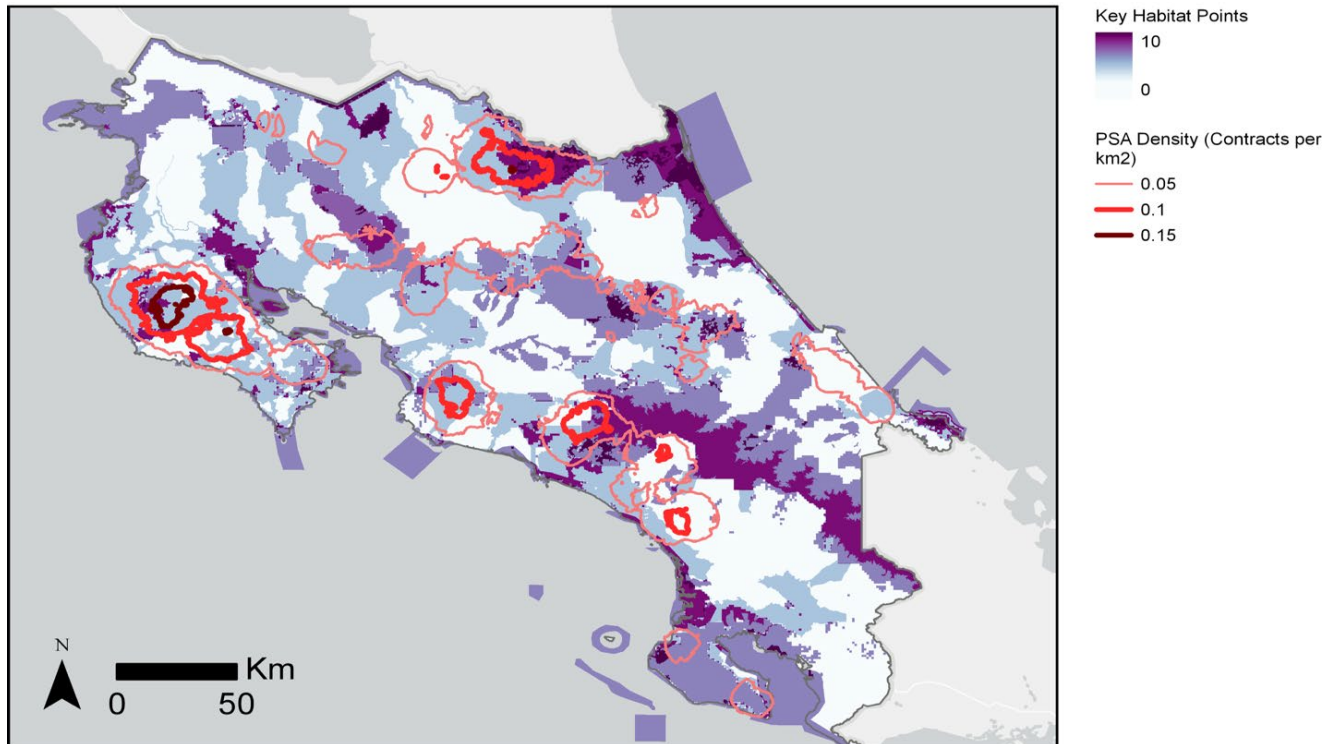 Key Habitat Points
10
0
PSA Density (Contracts per
km2)
0.05
0.1
0.15
N
Km
0 50